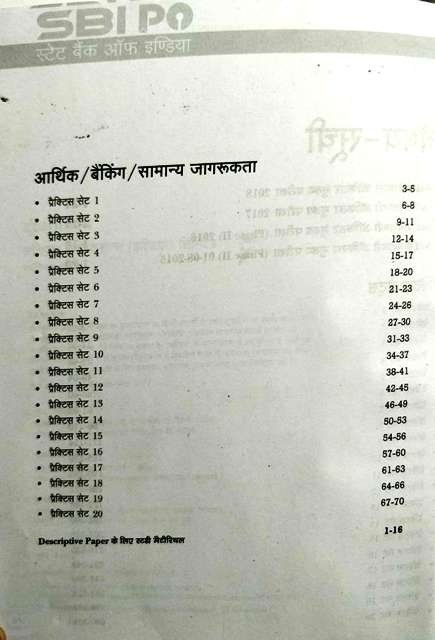 SBI PO
स्टेट बैंक ऑफ इण्डिया
आर्थिक/बैंकिंग/सामान्य जागरूकता
• प्रैक्टिस सेट 1 3-5
• प्रैक्टिस सेट 2 6-8
• प्रैक्टिस सेट 3 9-11
• प्रैक्टिस सेट 4 12-14
• प्रैक्टिस सेट 5 15-17
• प्रैक्टिस सेट 6 18-20
• प्रैक्टिस सेट 7 21-23
• प्रैक्टिस सेट 8 24-26
• प्रैक्टिस सेट 9 27-30
• प्रैक्टिस सेट 10 31-33
• प्रैक्टिस सेट 11 34-37
• प्रैक्टिस सेट 12 38-41
• प्रैक्टिस सेट 13 42-45
• प्रैक्टिस सेट 14 46-49
• प्रैक्टिस सेट 15 50-53
• प्रैक्टिस सेट 16 54-56
• प्रैक्टिस सेट 17 57-60
• प्रैक्टिस सेट 18 61-63
• प्रैक्टिस सेट 19 64-66
• प्रैक्टिस सेट 20 67-70
Descriptive Paper के लिए स्टडी मैटीरियल 1-16